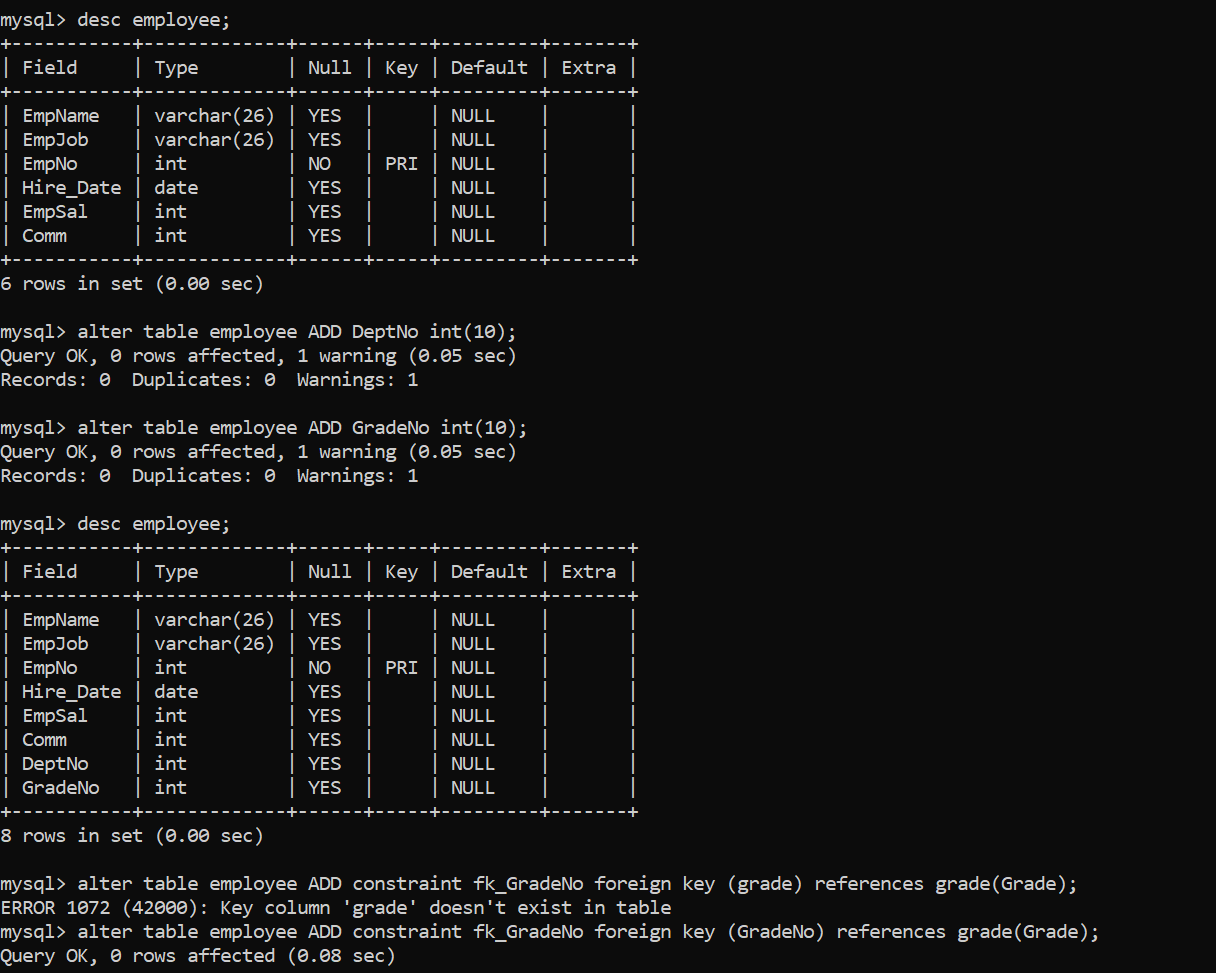 mysql> desc employee;
+-----------+-------------+------+-----+---------+-------+
| Field     | Type        | Null | Key | Default | Extra |
+-----------+-------------+------+-----+---------+-------+
| EmpName   | varchar(26) | YES  |     | NULL    |       |
| EmpJob    | varchar(26) | YES  |     | NULL    |       |
| EmpNo     | int         | NO   | PRI | NULL    |       |
| Hire_Date | date        | YES  |     | NULL    |       |
| EmpSal    | int         | YES  |     | NULL    |       |
| Comm      | int         | YES  |     | NULL    |       |
+-----------+-------------+------+-----+---------+-------+
6 rows in set (0.00 sec)
mysql> alter table employee ADD DeptNo int(10);
Query OK, 0 rows affected, 1 warning (0.05 sec)
Records: 0  Duplicates: 0  Warnings: 1
mysql> alter table employee ADD GradeNo int(10);
Query OK, 0 rows affected, 1 warning (0.05 sec)
Records: 0  Duplicates: 0  Warnings: 1
mysql> desc employee;
+-----------+-------------+------+-----+---------+-------+
| Field     | Type        | Null | Key | Default | Extra |
+-----------+-------------+------+-----+---------+-------+
| EmpName   | varchar(26) | YES  |     | NULL    |       |
| EmpJob    | varchar(26) | YES  |     | NULL    |       |
| EmpNo     | int         | NO   | PRI | NULL    |       |
| Hire_Date | date        | YES  |     | NULL    |       |
| EmpSal    | int         | YES  |     | NULL    |       |
| Comm      | int         | YES  |     | NULL    |       |
| DeptNo    | int         | YES  |     | NULL    |       |
| GradeNo   | int         | YES  |     | NULL    |       |
+-----------+-------------+------+-----+---------+-------+
8 rows in set (0.00 sec)
mysql> alter table employee ADD constraint fk_GradeNo foreign key (grade) references grade(Grade);
ERROR 1072 (42000): Key column 'grade' doesn't exist in table
mysql> alter table employee ADD constraint fk_GradeNo foreign key (GradeNo) references grade(Grade);
Query OK, 0 rows affected (0.08 sec)